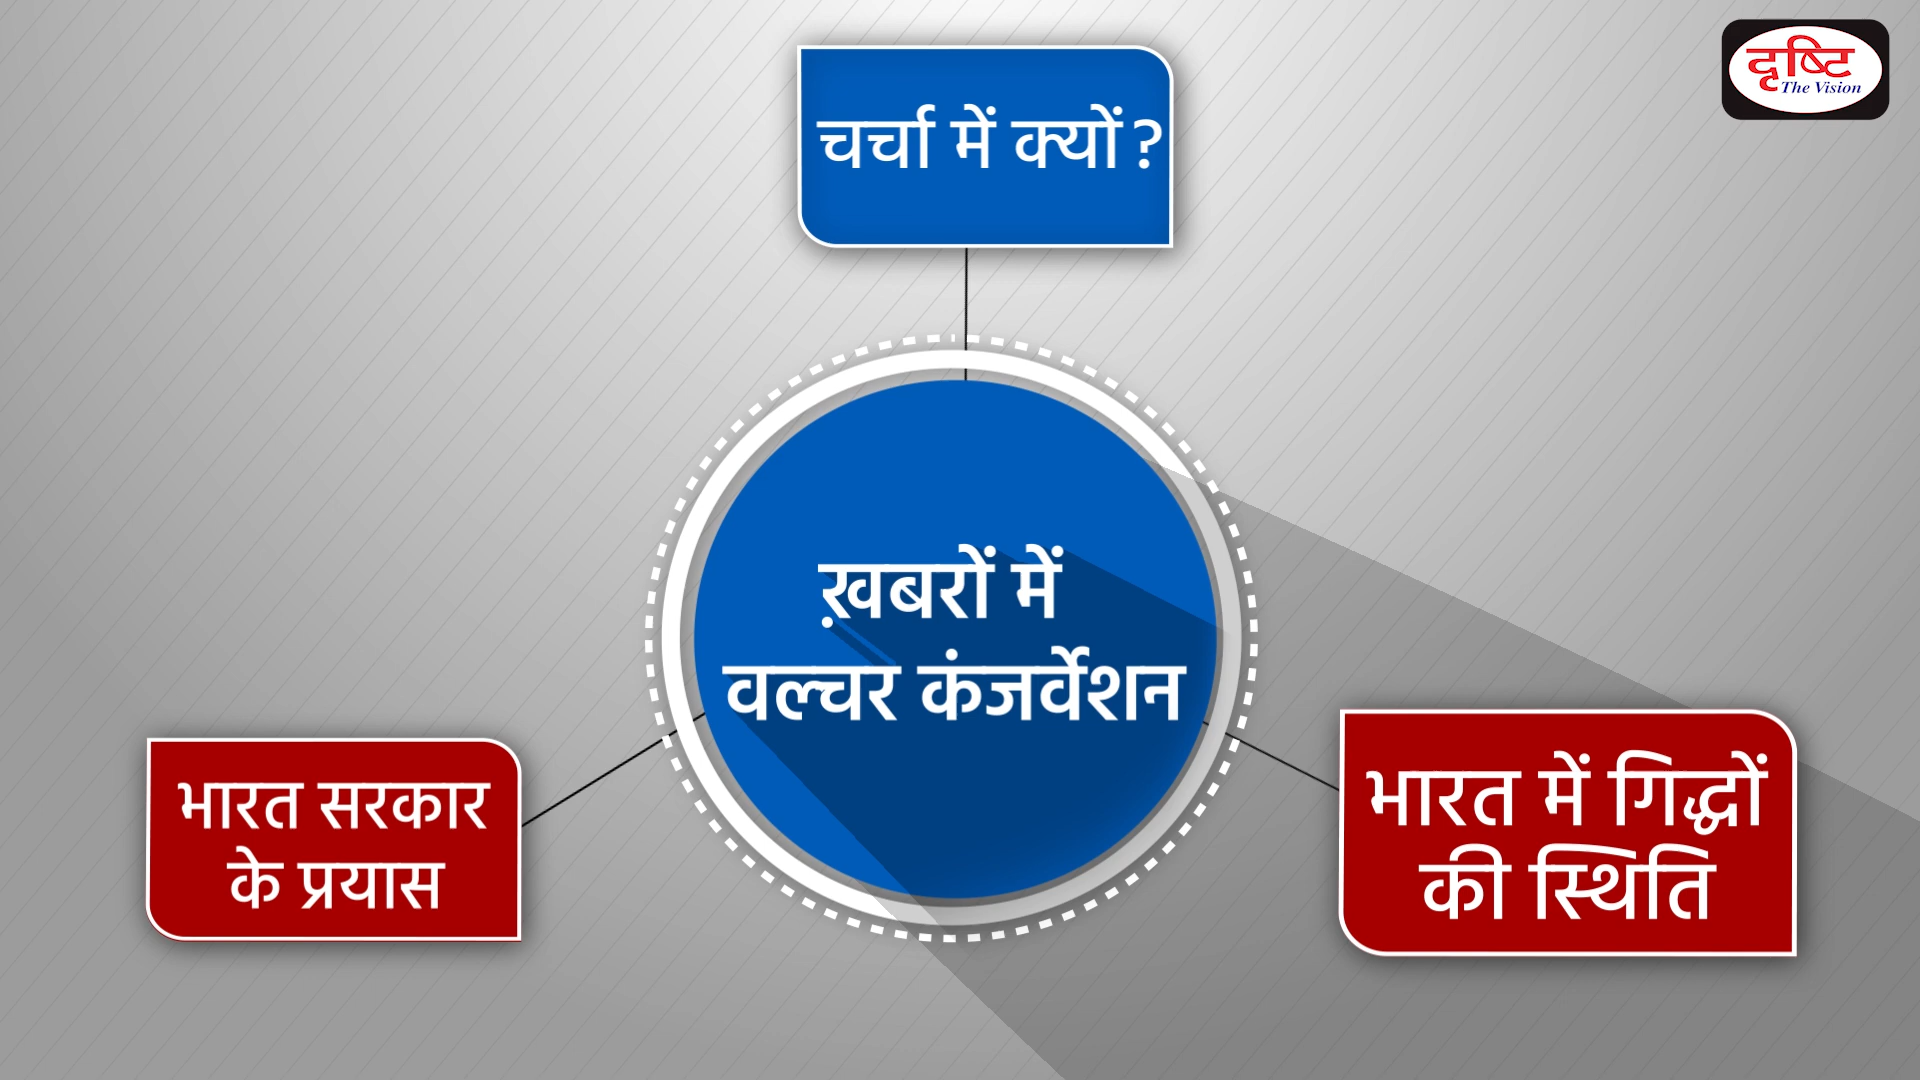 दृष्टि
The Vision
चर्चा में क्यों?
ख़बरों में
वल्चर कंजर्वेशन
भारत सरकार
के प्रयास
भारत में गिद्धों
की स्थिति